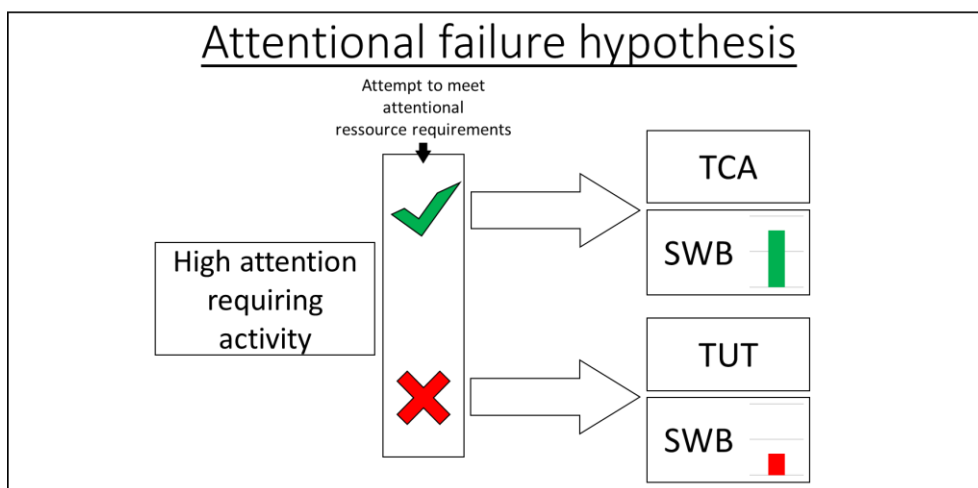 Attentional failure hypothesis
Attempt to meet
attentional
ressource requirements
High attention
requiring
activity
TCA
SWB
TUT
SWB